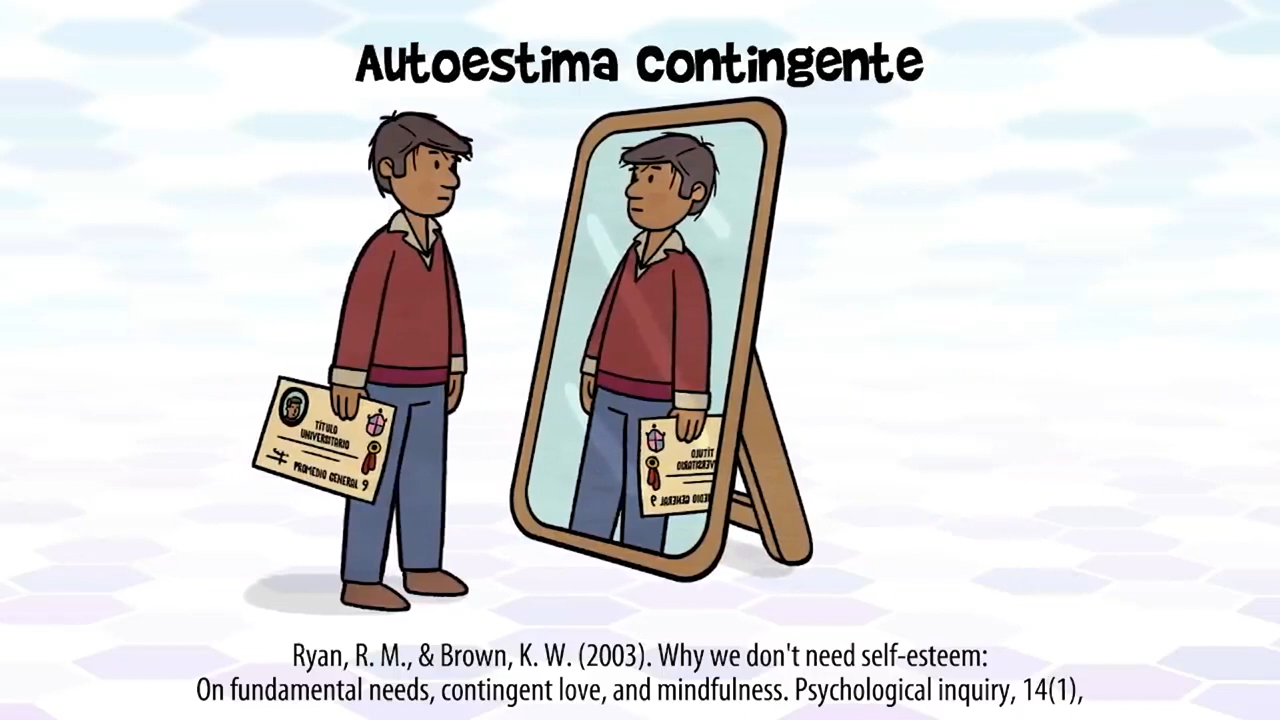 Autoestima contingente
TÍTULO
UNIVERSITARIO
PROMEDIO GENERAL 9
Ryan, R. M., & Brown, K. W. (2003). Why we don't need self-esteem:
On fundamental needs, contingent love, and mindfulness. Psychological inquiry, 14(1),